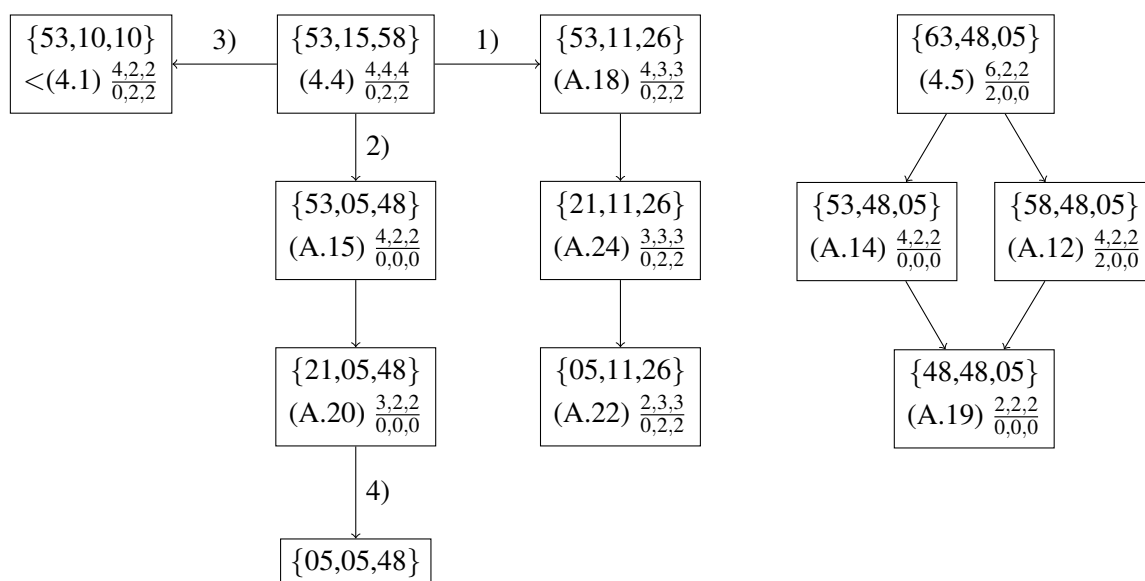 {53,10,10}
<(4.1) 4,2,2/0,2,2
3)
{53,15,58}
(4.4) 4,4,4/0,2,2
1)
{53,11,26}
(A.18) 4,3,3/0,2,2
{63,48,05}
(4.5) 6,2,2/2,0,0
2)
{53,05,48}
(A.15) 4,2,2/0,0,0
{21,11,26}
(A.24) 3,3,3/0,2,2
{53,48,05}
(A.14) 4,2,2/0,0,0
{58,48,05}
(A.12) 4,2,2/2,0,0
{21,05,48}
(A.20) 3,2,2/0,0,0
{05,11,26}
(A.22) 2,3,3/0,2,2
{48,48,05}
(A.19) 2,2,2/0,0,0
4)
{05,05,48}